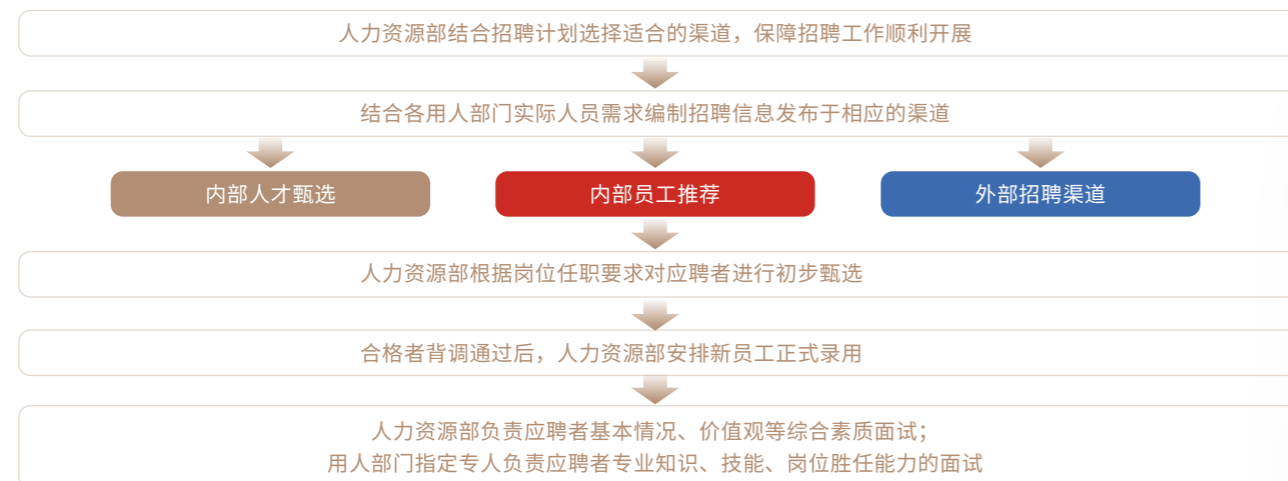 人力资源部结合招聘计划选择适合的渠道，保障招聘工作顺利开展
结合各用人部门实际人员需求编制招聘信息发布于相应的渠道
内部人才甄选
内部员工推荐
外部招聘渠道
人力资源部根据岗位任职要求对应聘者进行初步甄选
合格者背调通过后，人力资源部安排新员工正式录用
人力资源部负责应聘者基本情况、价值观等综合素质面试；
用人部门指定专人负责应聘者专业知识、技能、岗位胜任能力的面试